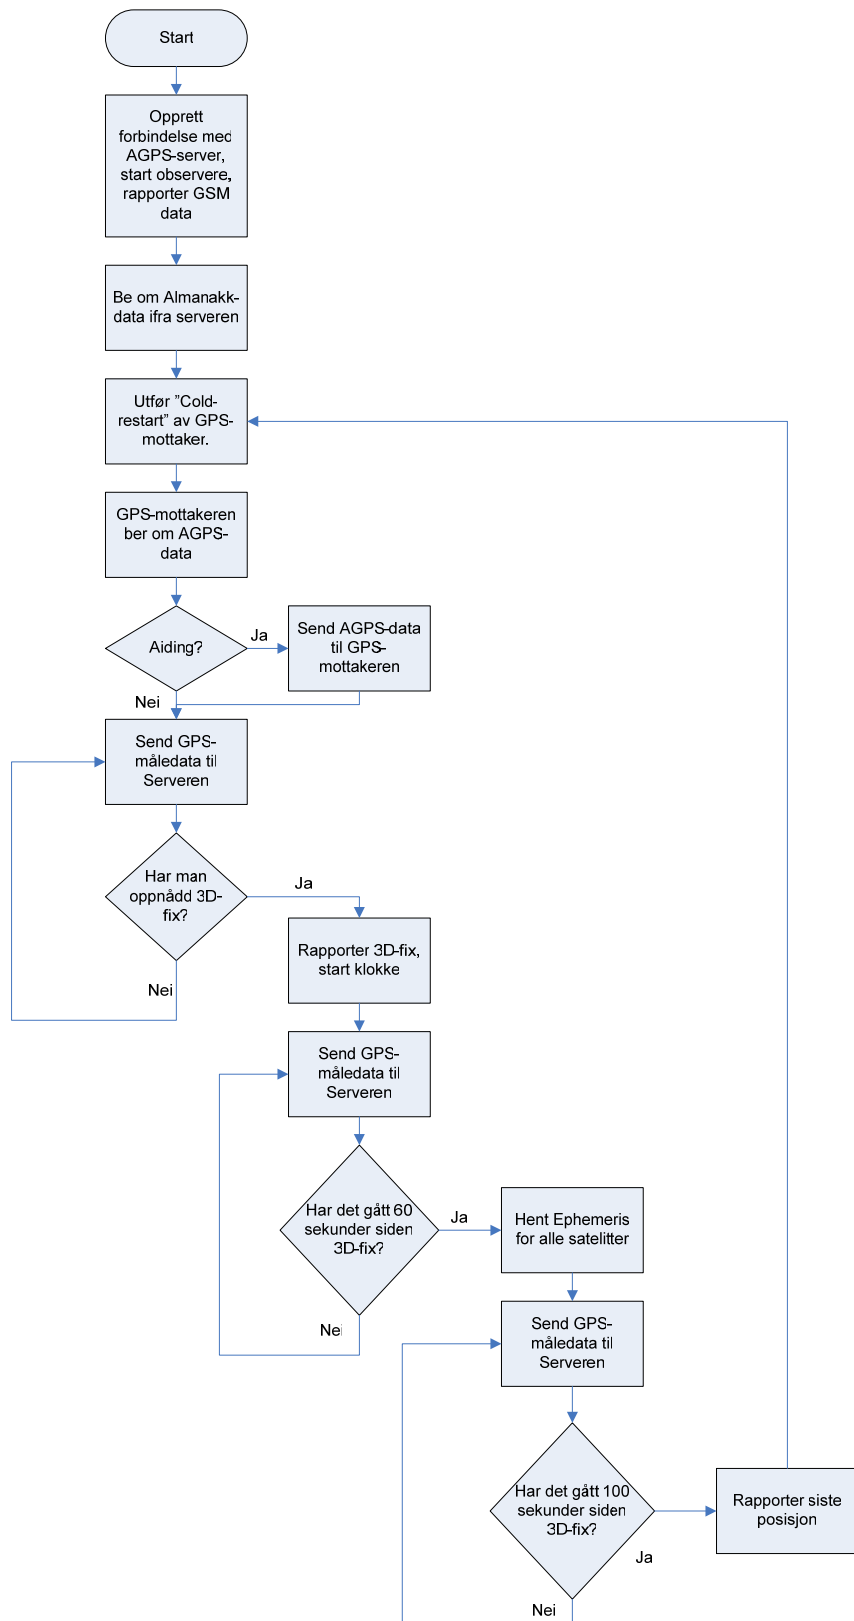 Start
Opprett
forbindelse med
AGPS-server,
start observere,
rapporter GSM
data
Be om Almanakk-
data ifra serveren
Utfør ”Cold-
restart” av GPS-
mottaker.
GPS-mottakeren
ber om AGPS-
data
Aiding?
Ja
Send AGPS-data
til GPS-
mottakeren
Nei
Send GPS-
måledata til
Serveren
Har man
oppnådd 3D-
fix?
Ja
Nei
Rapporter 3D-fix,
start klokke
Send GPS-
måledata til
Serveren
Har det gått 60
sekunder siden
3D-fix?
Ja
Nei
Hent Ephemeris
for alle satelitter
Send GPS-
måledata til
Serveren
Har det gått 100
sekunder siden
3D-fix?
Ja
Nei
Rapporter siste
posisjon